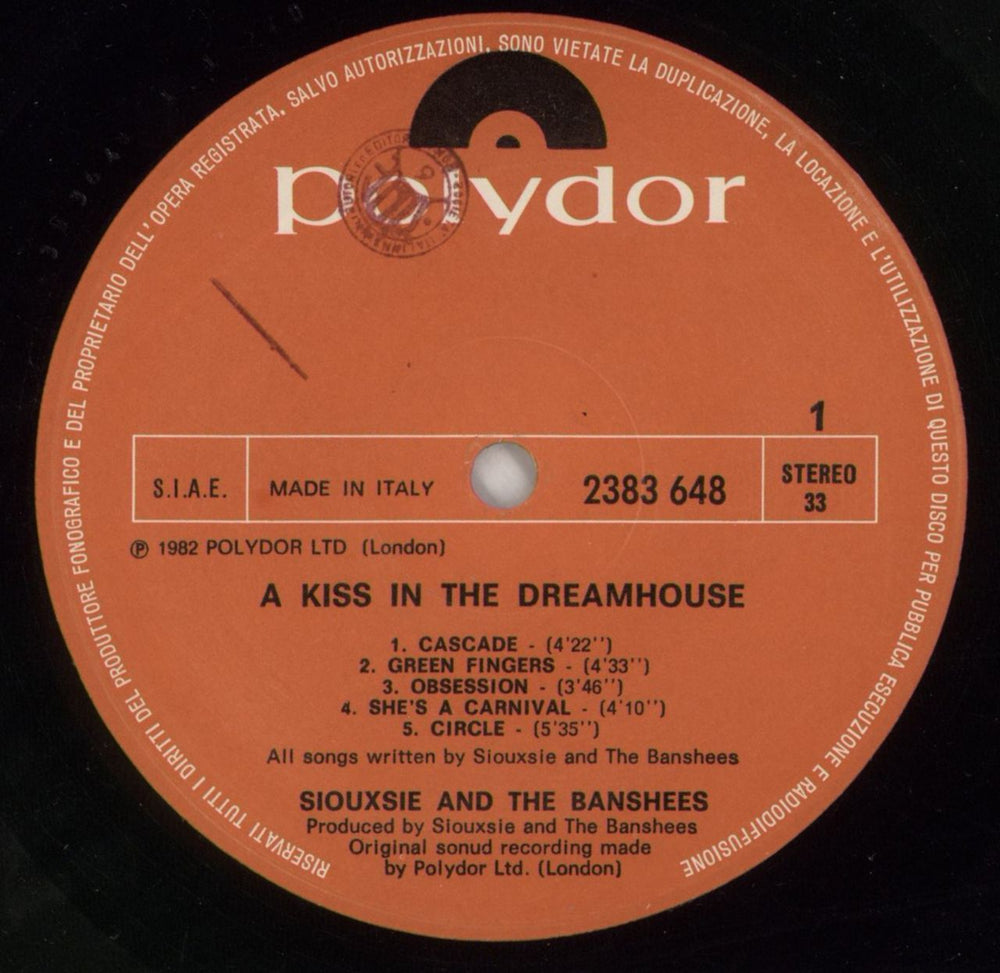 RISERVATI TUTTI I DIRITTI DEL PRODUTTORE FONOGRAFICO E DEL PROPRIETARIO DELL'OPERA REGISTRATA. SALVO AUTORIZZAZIONI, SONO VIETATE LA DUPLICAZIONE, LA LOCAZIONE E L'UTILIZZAZIONE DI QUESTO DISCO PER PUBBLICA ESECUZIONE E RADIODIFFUSIONE
polydor
1
S.I.A.E. MADE IN ITALY 2383 648 STEREO
33
℗ 1982 POLYDOR LTD (London)
A KISS IN THE DREAMHOUSE
1. CASCADE - (4'22'')
2. GREEN FINGERS - (4'33'')
3. OBSESSION - (3'46'')
4. SHE'S A CARNIVAL - (4'10'')
5. CIRCLE - (5'35'')
All songs written by Siouxsie and The Banshees
SIOUXSIE AND THE BANSHEES
Produced by Siouxsie and The Banshees
Original sonud recording made
by Polydor Ltd. (London)